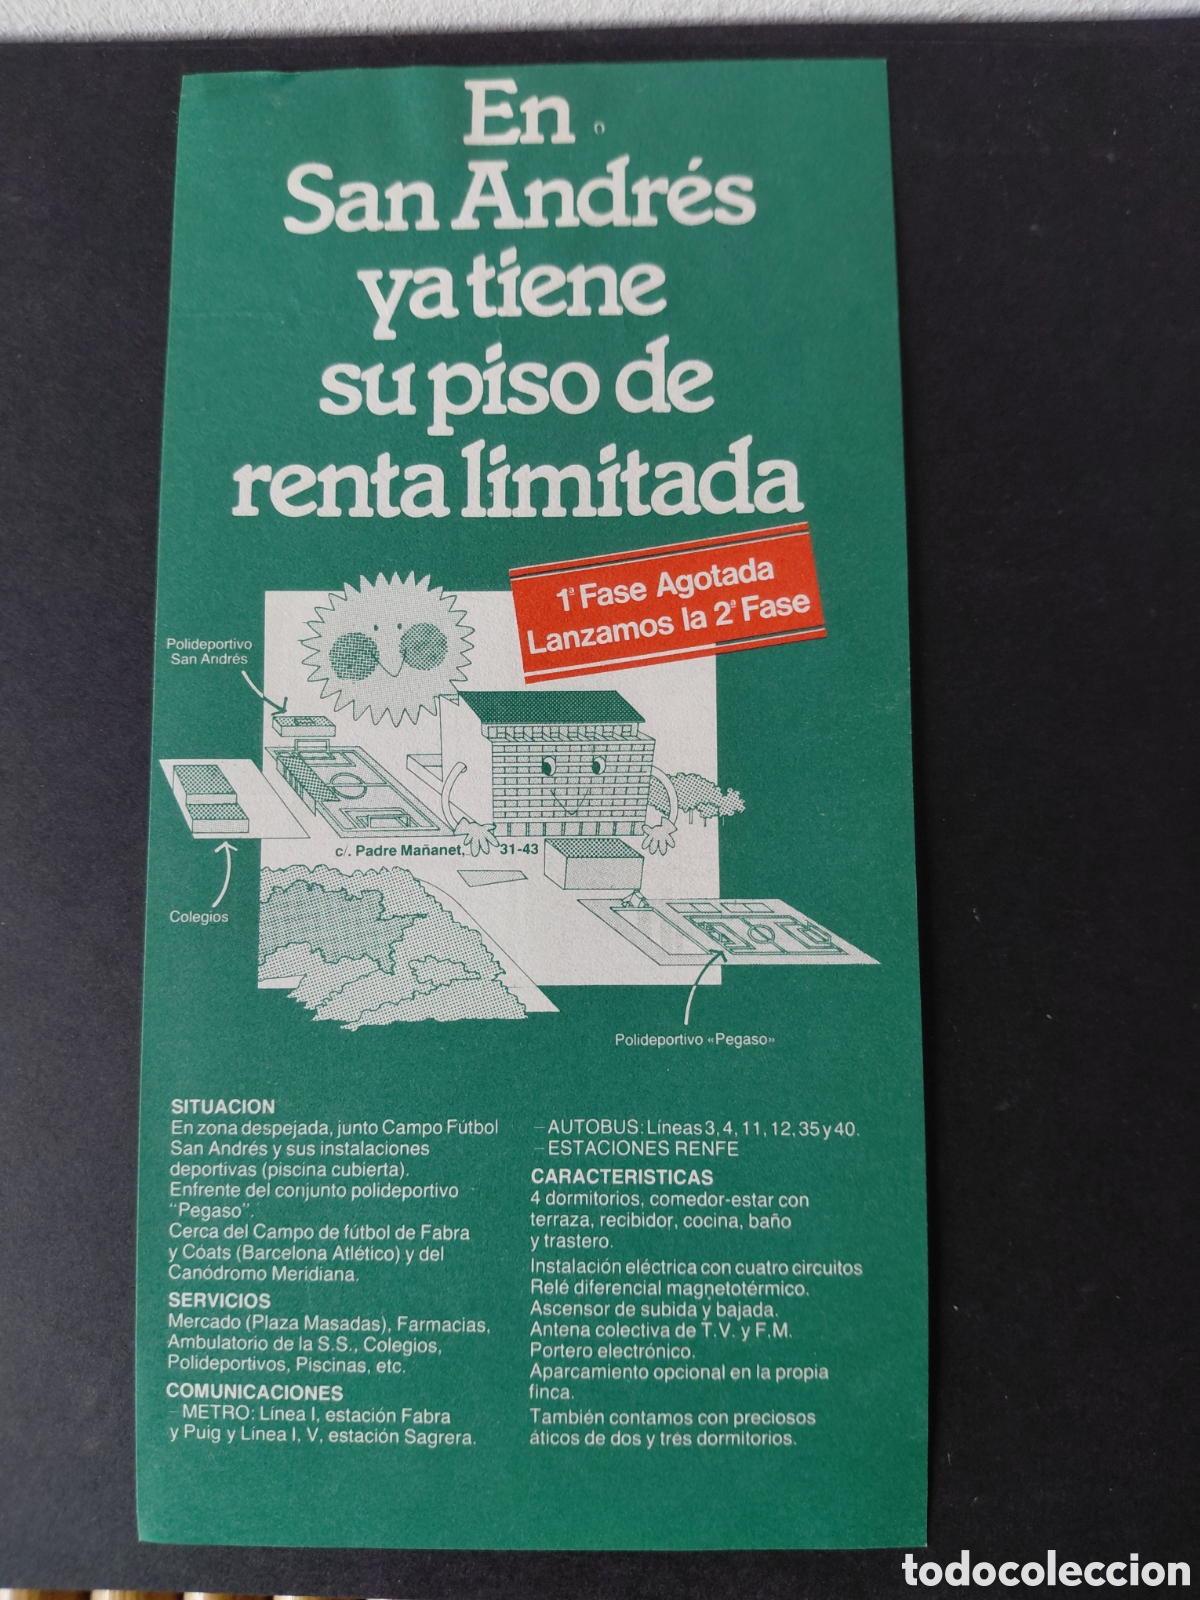 En
San Andrés
ya tiene
su piso de
renta limitada
1ª Fase Agotada
Lanzamos la 2ª Fase
Polideportivo
San Andrés
c/. Padre Mañanet, 31-43
Colegios
Polideportivo «Pegaso»
SITUACION
En zona despejada, junto Campo Fútbol
San Andrés y sus instalaciones
deportivas (piscina cubierta).
Enfrente del conjunto polideportivo
“Pegaso”.
Cerca del Campo de fútbol de Fabra
y Cóats (Barcelona Atlético) y del
Canódromo Meridiana.
SERVICIOS
Mercado (Plaza Masadas), Farmacias,
Ambulatorio de la S.S., Colegios,
Polideportivos, Piscinas, etc.
COMUNICACIONES
– METRO: Línea I, estación Fabra
y Puig y Línea I, V, estación Sagrera.
– AUTOBUS: Líneas 3, 4, 11, 12, 35 y 40.
– ESTACIONES RENFE
CARACTERISTICAS
4 dormitorios, comedor-estar con
terraza, recibidor, cocina, baño
y trastero.
Instalación eléctrica con cuatro circuitos
Relé diferencial magnetotérmico.
Ascensor de subida y bajada.
Antena colectiva de T.V. y F.M.
Portero electrónico.
Aparcamiento opcional en la propia
finca.
También contamos con preciosos
áticos de dos y tres dormitorios.
todocoleccion